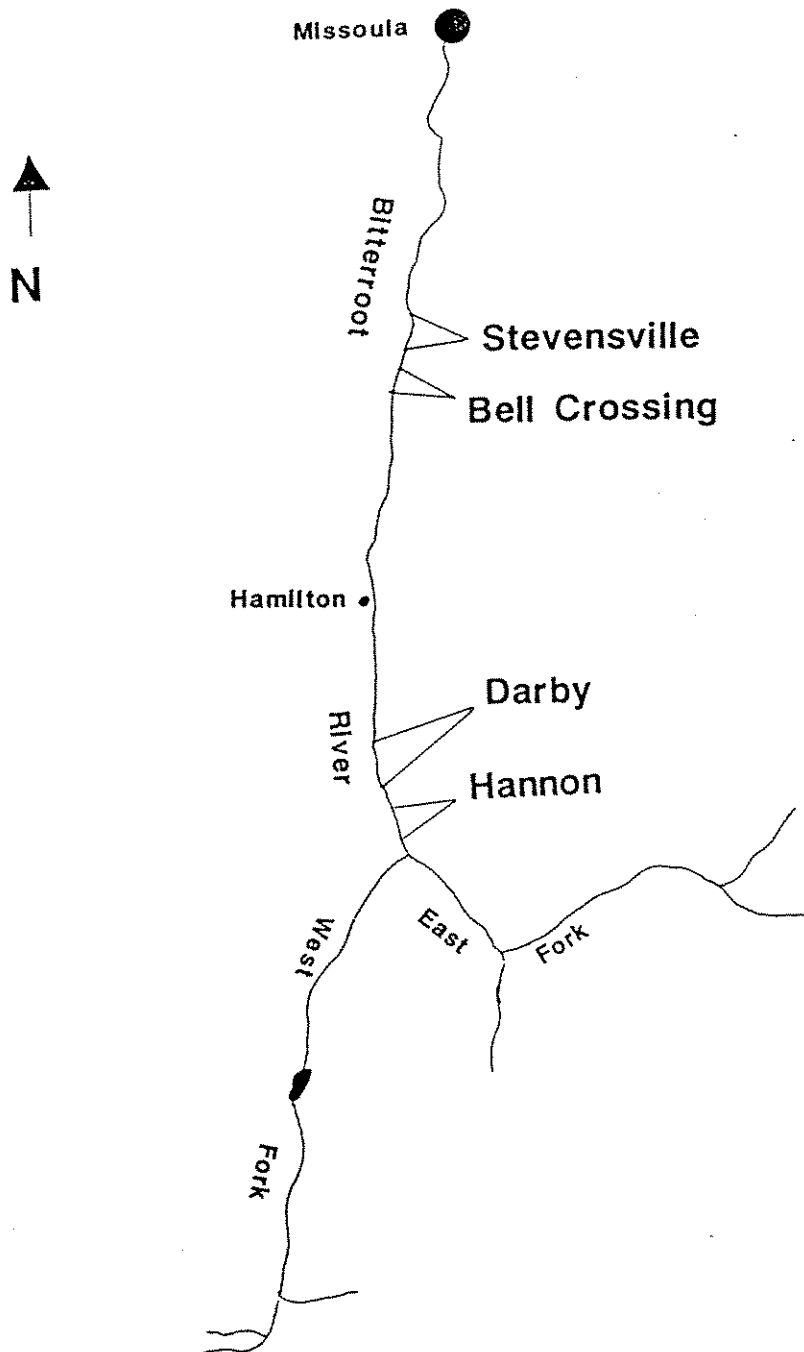 Missoula
N
Bitterroot
Stevensville
Bell Crossing
Hamilton
Darby
River
Hannon
East
Fork
West
Fork